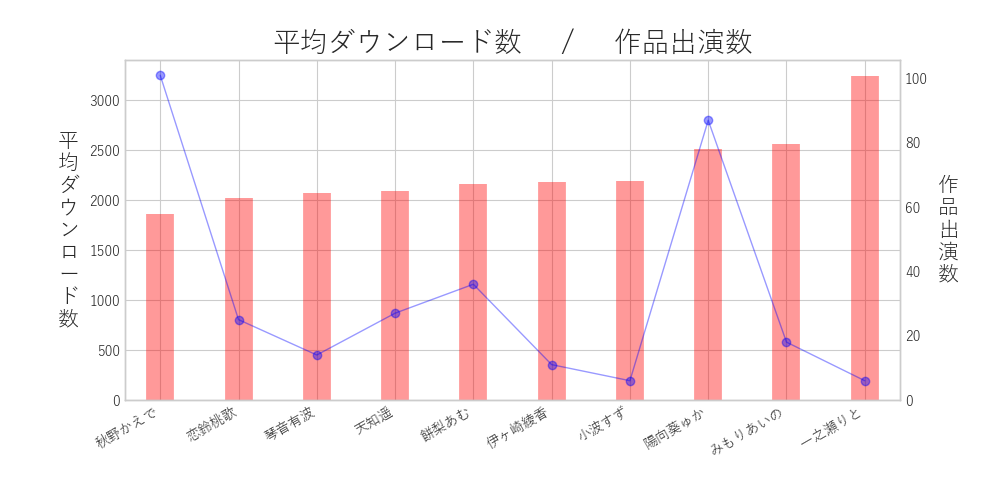 平均ダウンロード数 / 作品出演数
平均ダウンロード数
3000
2500
2000
1500
1000
500
0
100
80
60
40
20
0
作品出演数
秋野かえで
恋鈴桃歌
琴音有波
天知遥
餅梨あむ
伊ヶ崎綾香
小波すず
陽向葵ゅか
みもりあいの
一之瀬りと